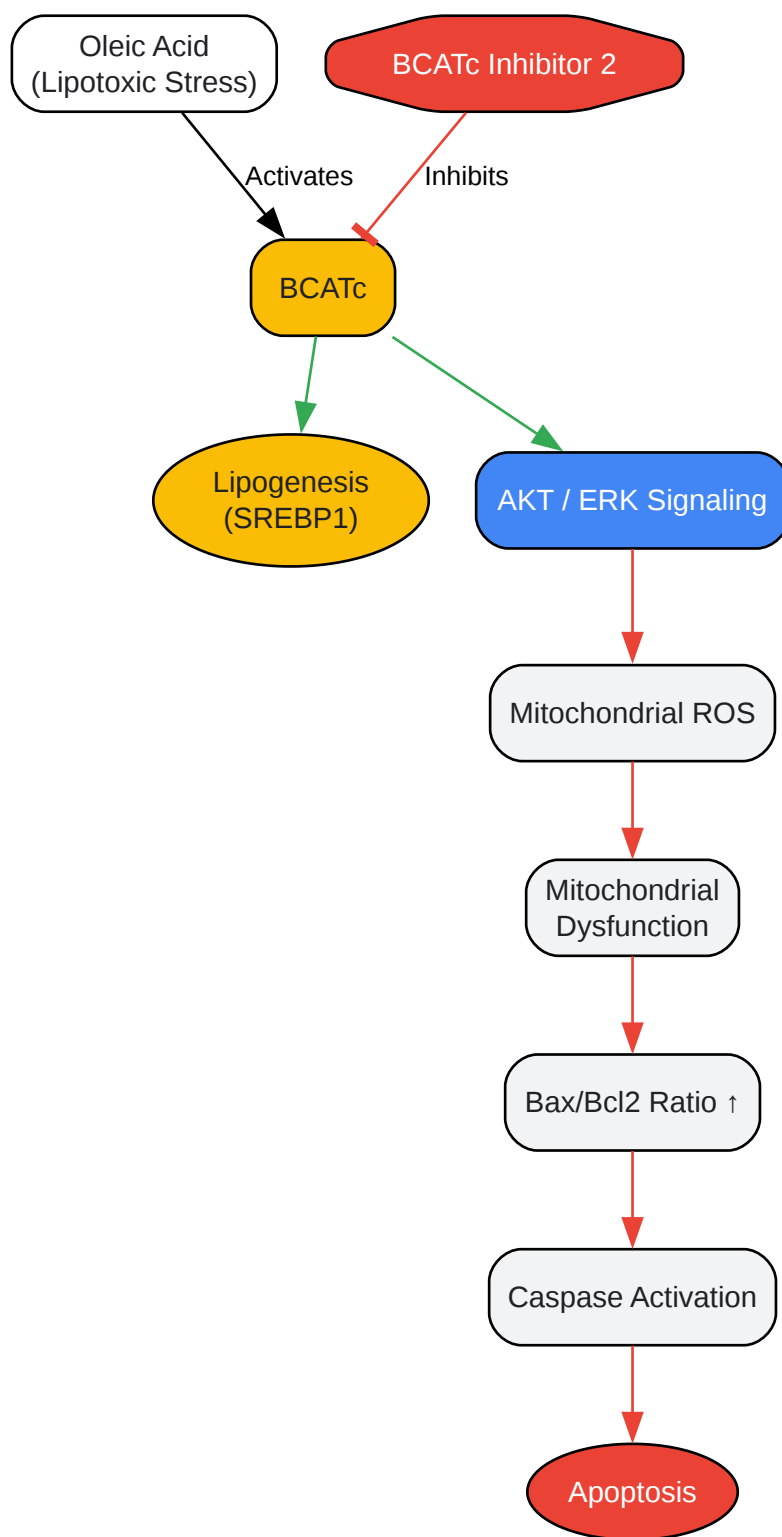 Oleic Acid
(Lipotoxic Stress)
BCATc Inhibitor 2
Activates
Inhibits
BCATc
Lipogenesis
(SREBP1)
AKT / ERK Signaling
Mitochondrial ROS
Mitochondrial
Dysfunction
Bax/Bcl2 Ratio ↑
Caspase Activation
Apoptosis